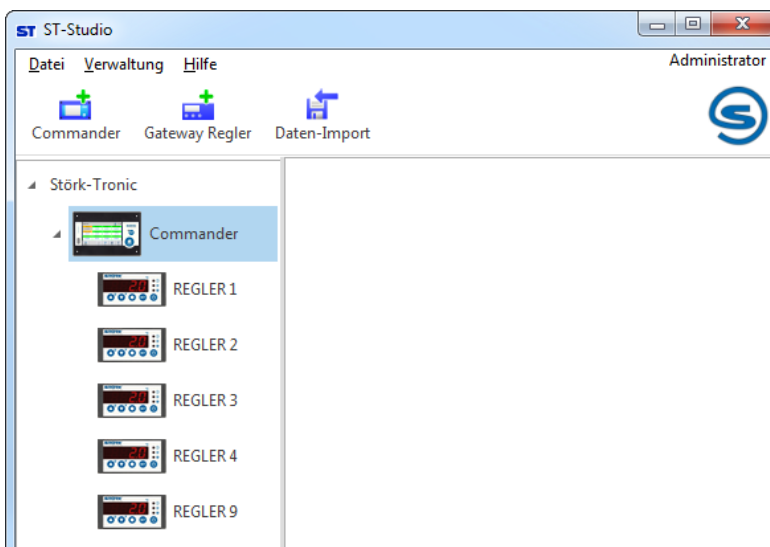 ST ST-Studio
Datei Verwaltung Hilfe
Administrator
Commander Gateway Regler Daten-Import
Störk-Tronic
Commander
REGLER 1
REGLER 2
REGLER 3
REGLER 4
REGLER 9